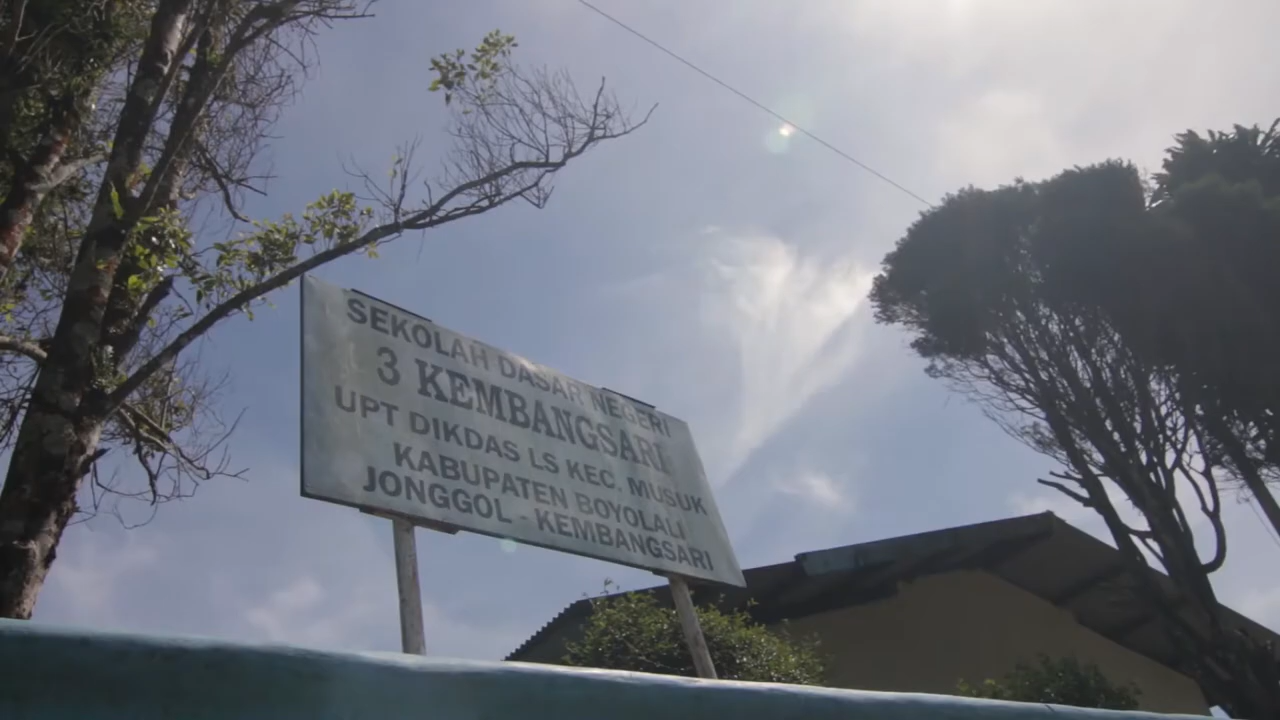 SEKOLAH DASAR NEGERI
3 KEMBANGSARI
UPT DIKDAS LS KEC. MUSUK
KABUPATEN BOYOLALI
JONGGOL - KEMBANGSARI